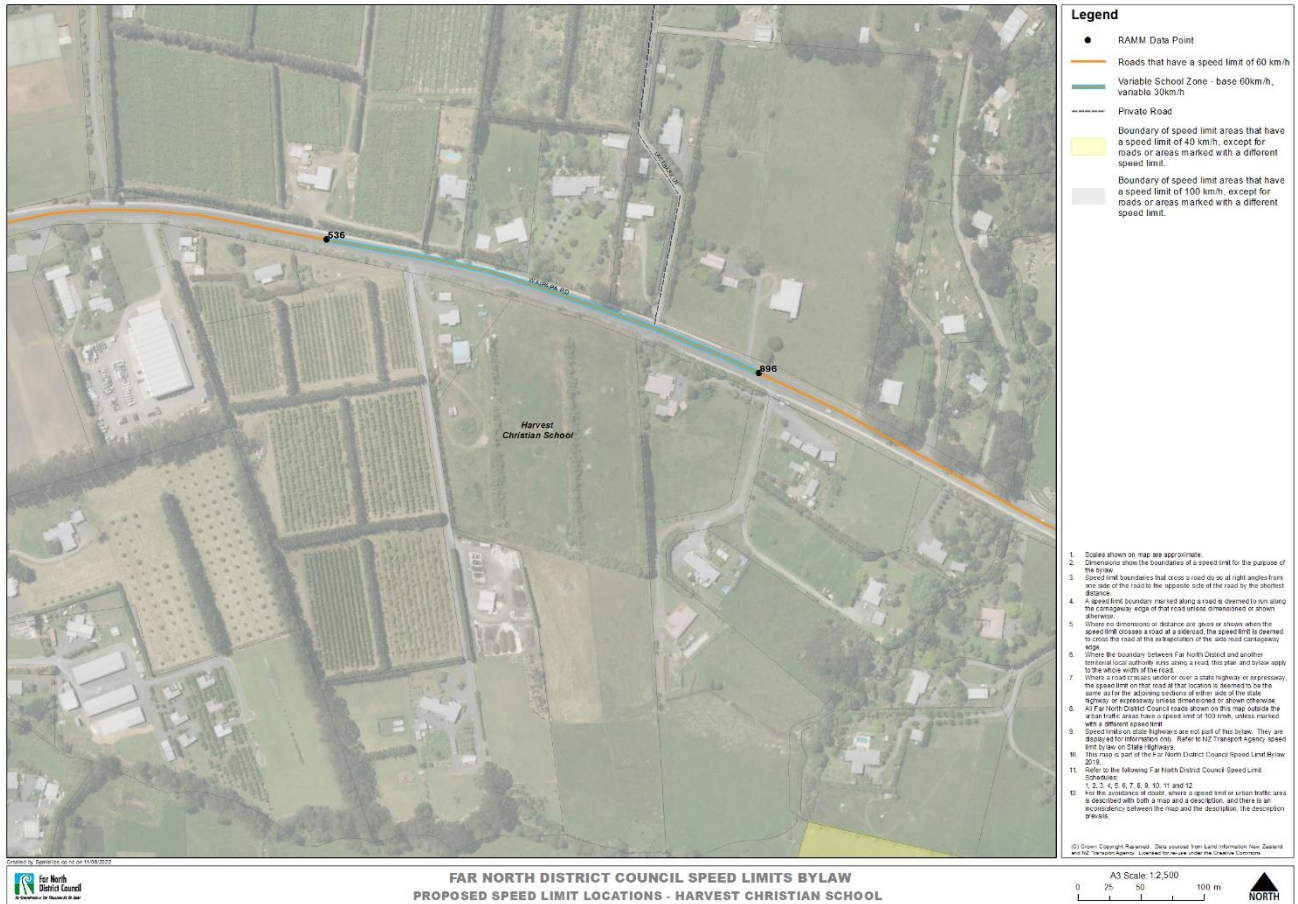 Legend
RAMM Data Point
Roads that have a speed limit of 60 km/h
Variable School Zone - base 60km/h,
variable 30km/h
Private Road
Boundary of speed limit areas that have
a speed limit of 40 km/h, except for
roads or areas marked with a different
speed limit.
Boundary of speed limit areas that have
a speed limit of 100 km/h, except for
roads or areas marked with a different
speed limit.
536
WAIPAPA RD
896
Harvest
Christian School
1. Scales shown on map are approximate.
2. Dimensions show the boundaries of a speed limit for the purpose of
the bylaw.
3. Speed limit boundaries that cross a road do so at right angles from
one side of the road to the opposite side of the road by the shortest
distance.
4. A speed limit boundary marked along a road is deemed to run along
the carriageway edge of that road unless dimensioned or shown
otherwise.
5. Where no dimensions or distance are given or shown when the
speed limit crosses a road at a sideroad, the speed limit is deemed
to cross the road at the extrapolation of the side road carriageway
edge.
6. Where the boundary between Far North District and another
territorial local authority runs along a road, this plan and bylaw apply
to the whole width of the road.
7. Where a road crosses under or over a state highway or expressway,
the speed limit on that road at that location is deemed to be the
same as for the adjoining sections of either side of the state
highway or expressway unless dimensioned or shown otherwise.
8. All Far North District Council roads shown on this map outside the
urban traffic areas have a speed limit of 100 km/h, unless marked
with a different speed limit
9. Speed limits on state highways are not part of this bylaw. They are
displayed for information only. Refer to NZ Transport Agency speed
limit bylaw on State Highways.
10. This map is part of the Far North District Council Speed Limit Bylaw
2019.
11. Refer to the following Far North District Council Speed Limit
Schedules:
1, 2, 3, 4, 5, 6, 7, 8, 9, 10, 11 and 12
12. For the avoidance of doubt, where a speed limit or urban traffic area
is described with both a map and a description, and there is an
inconsistency between the map and the description, the description
prevails.
(C) Crown Copyright Reserved. Data sourced from Land Information New Zealand
and NZ Transport Agency. Licensed for re-use under the Creative Commons
Created by Spatialize.co.nz on 11/08/2022
Far North
District Council
FAR NORTH DISTRICT COUNCIL SPEED LIMITS BYLAW
PROPOSED SPEED LIMIT LOCATIONS - HARVEST CHRISTIAN SCHOOL
A3 Scale: 1:2,500
0 25 50 100 m
NORTH